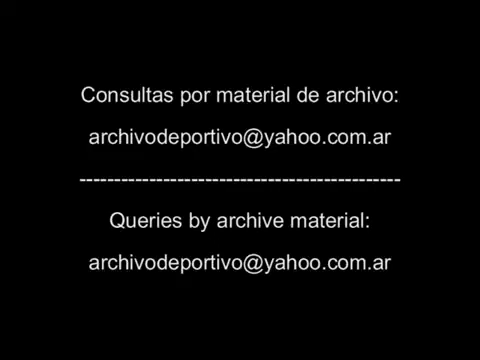 Consultas por material de archivo:
archivodeportivo@yahoo.com.ar
----------------------------------------------
Queries by archive material:
archivodeportivo@yahoo.com.ar